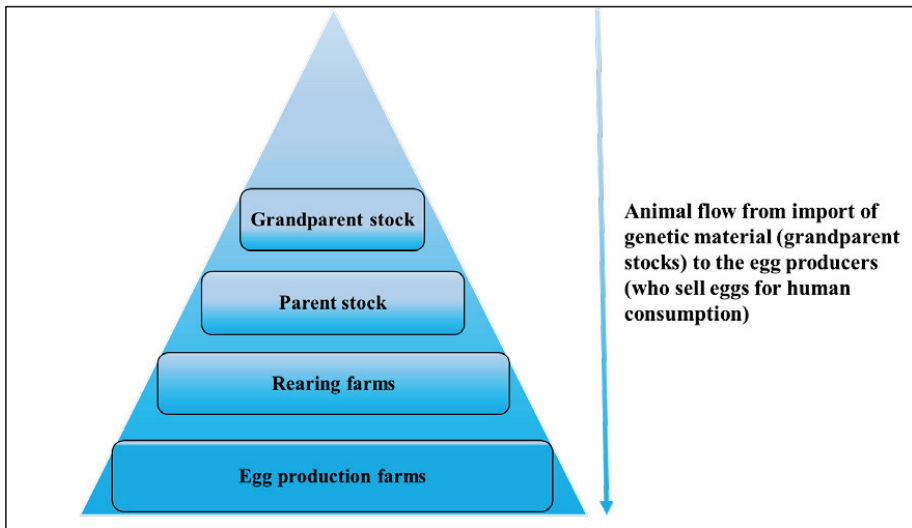 Grandparent stock
Parent stock
Rearing farms
Egg production farms
Animal flow from import of
genetic material (grandparent
stocks) to the egg producers
(who sell eggs for human
consumption)